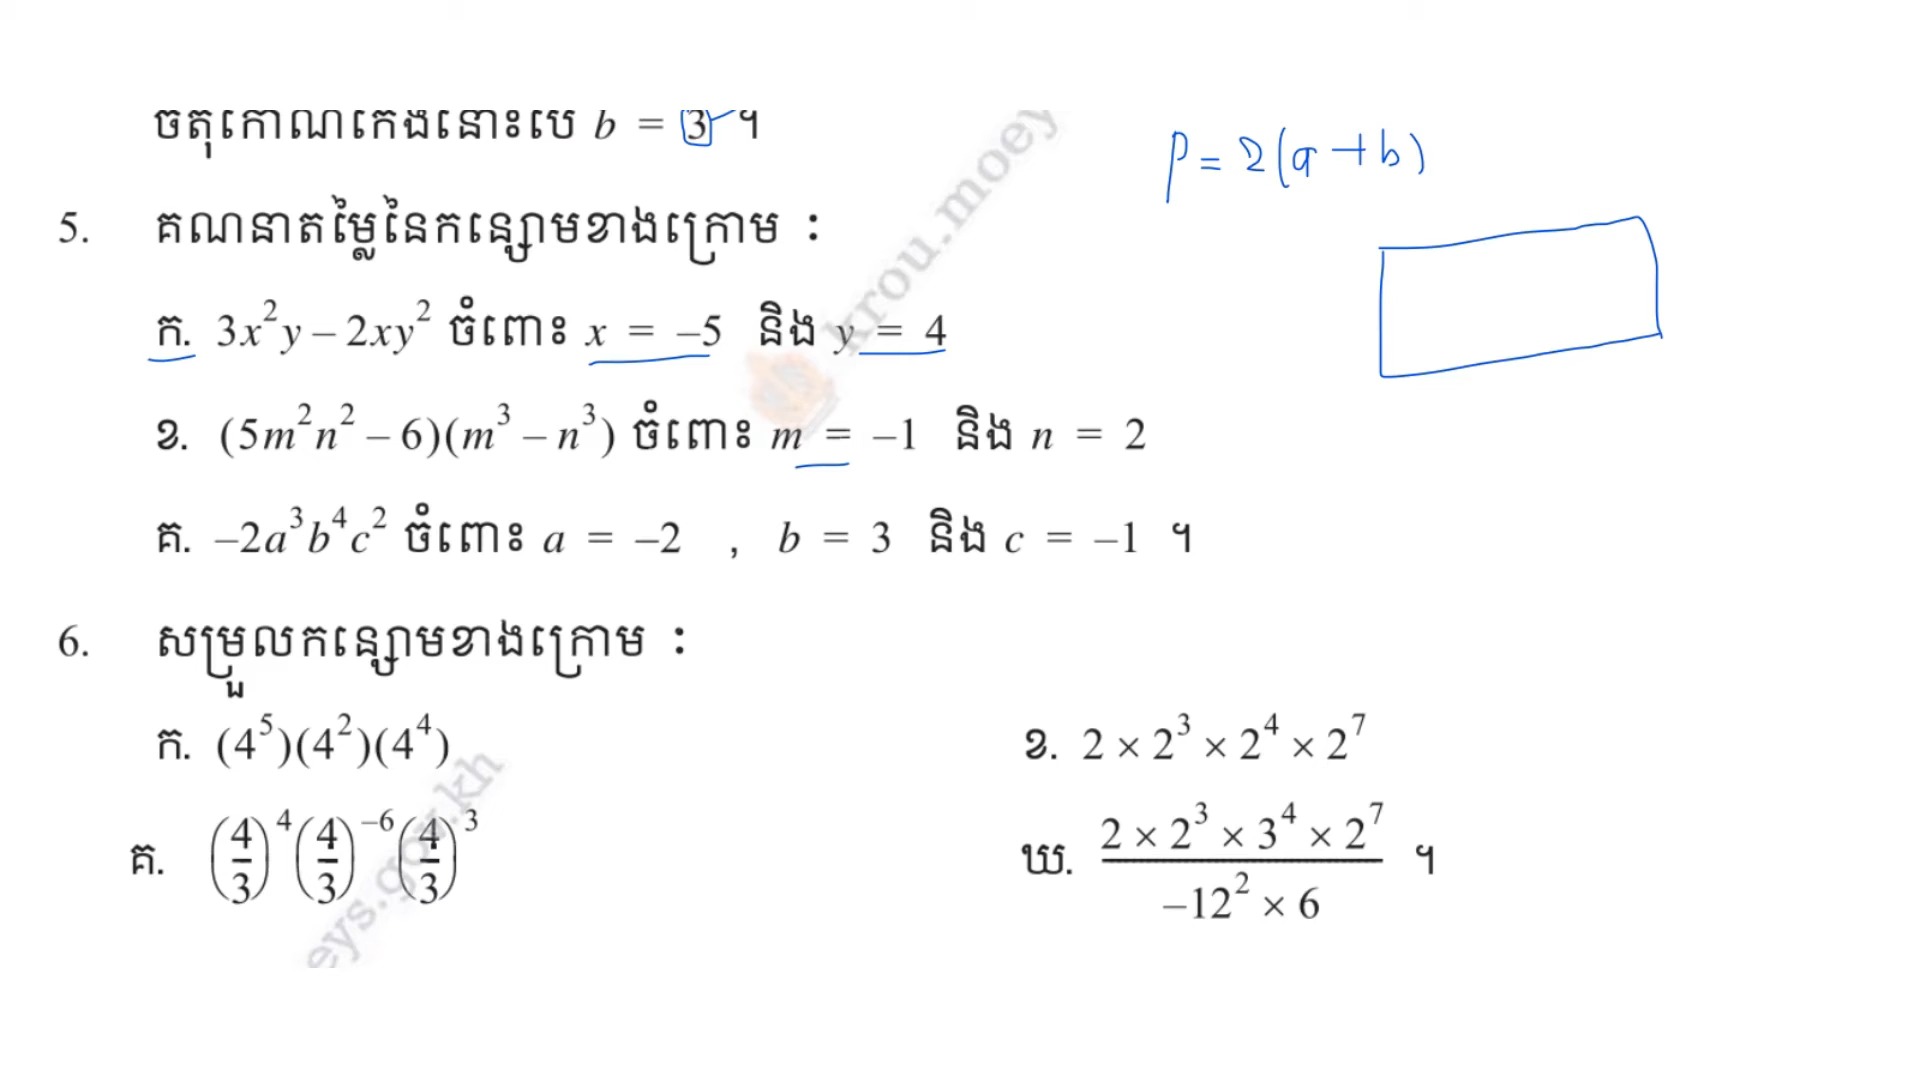 ចតុកោណកែងនោះបើ b = 3 ។
P = 2(a+b)
5. គណនាតម្លៃនៃកន្សោមខាងក្រោម ៖
ក. 3x²y – 2xy² ចំពោះ x = –5 និង y = 4
ខ. (5m²n² – 6)(m³ – n³) ចំពោះ m = –1 និង n = 2
គ. –2a³b⁴c² ចំពោះ a = –2 , b = 3 និង c = –1 ។
6. សម្រួលកន្សោមខាងក្រោម ៖
ក. (4⁵)(4²)(4⁴)
ខ. 2 × 2³ × 2⁴ × 2⁷
គ. (4/3)⁴(4/3)⁻⁶(4/3)³
ឃ. (2 × 2³ × 3⁴ × 2⁷)/(–12² × 6) ។
krou.moey
eys.gov.kh